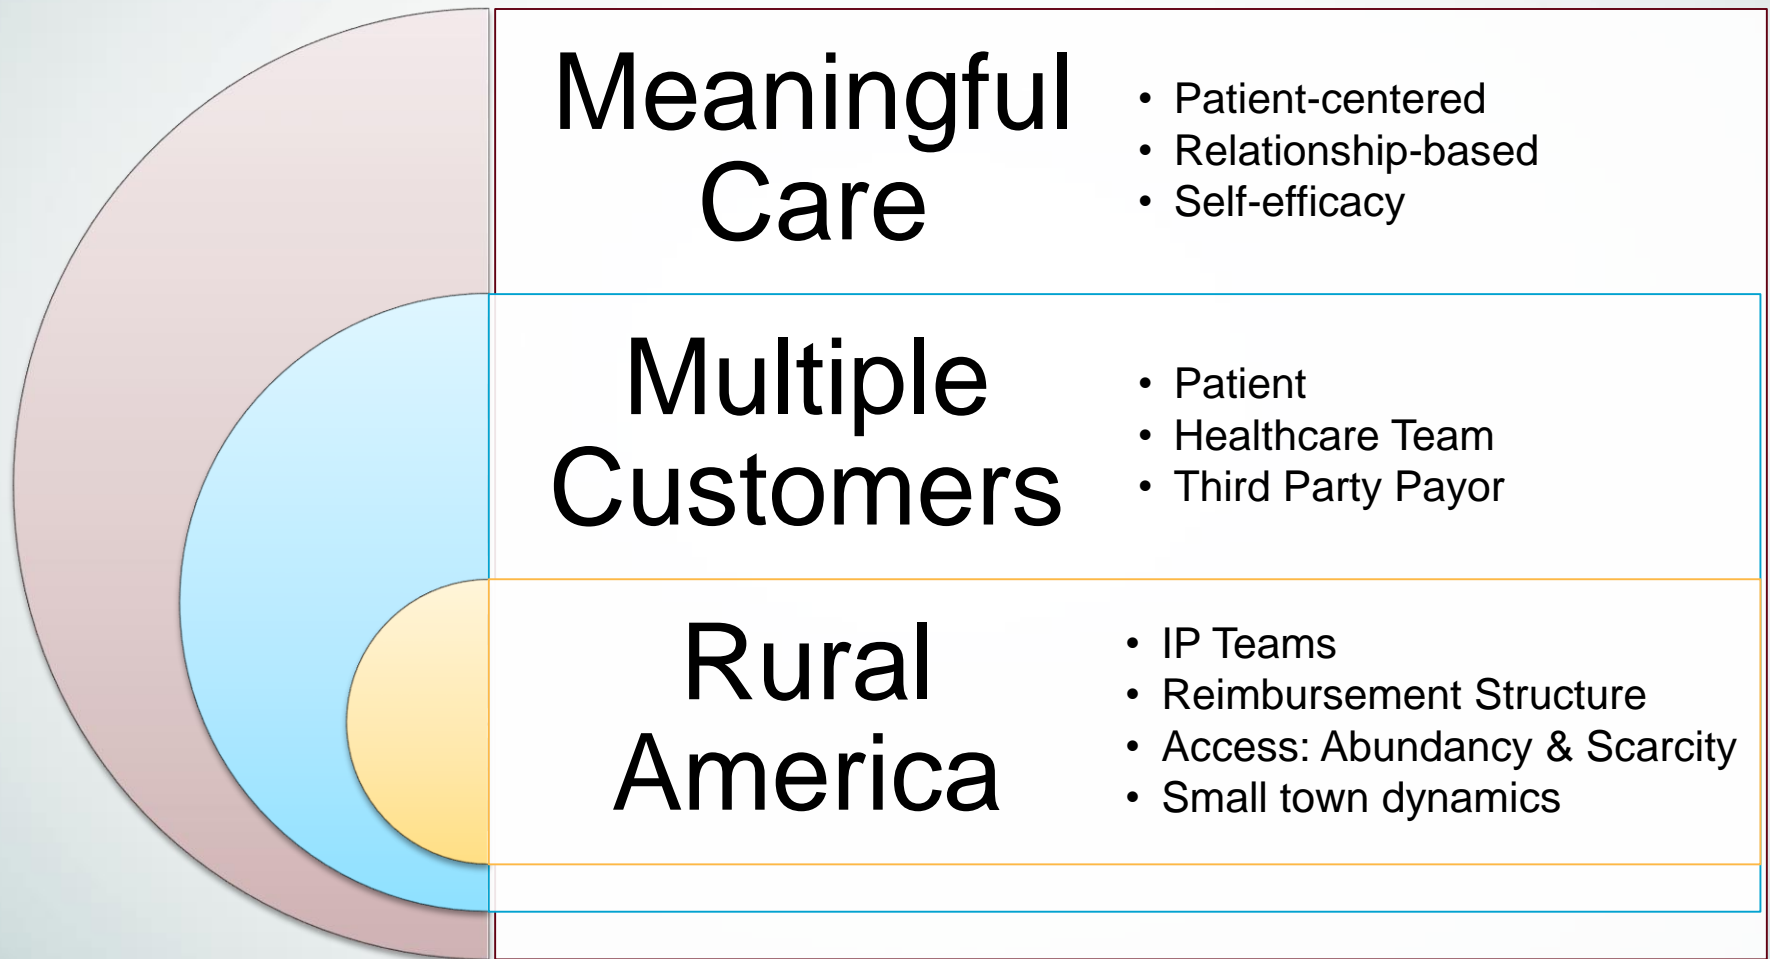 Meaningful
Care
• Patient-centered
• Relationship-based
• Self-efficacy
Multiple
Customers
• Patient
• Healthcare Team
• Third Party Payor
Rural
America
• IP Teams
• Reimbursement Structure
• Access: Abundancy & Scarcity
• Small town dynamics